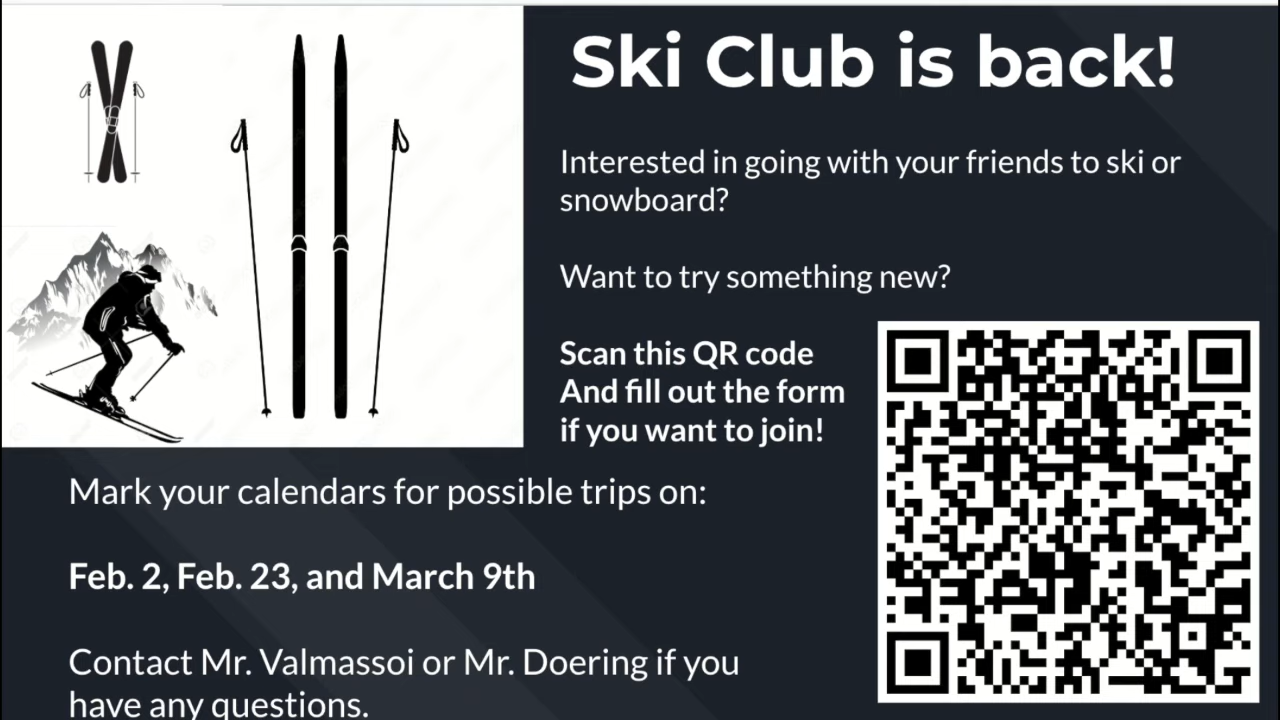 Ski Club is back!
Interested in going with your friends to ski or
snowboard?
Want to try something new?
Scan this QR code
And fill out the form
if you want to join!
Mark your calendars for possible trips on:
Feb. 2, Feb. 23, and March 9th
Contact Mr. Valmassoi or Mr. Doering if you
have any questions.